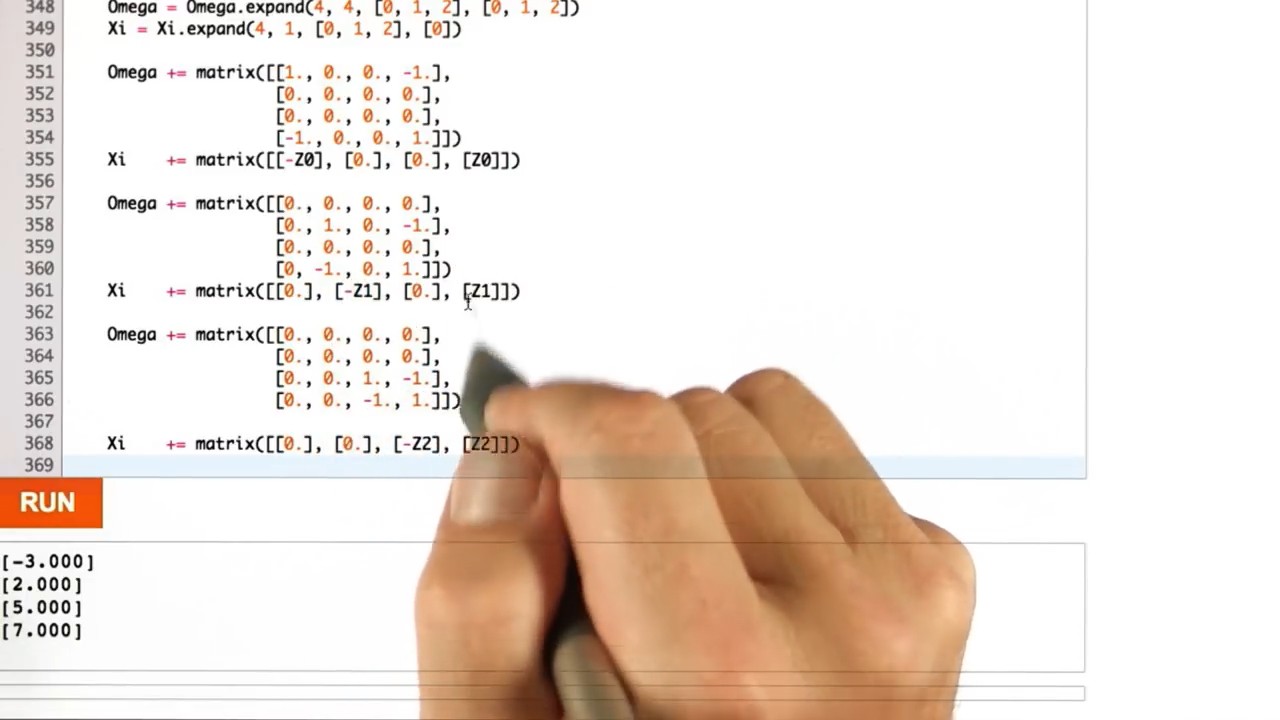 348 Omega = Omega.expand(4, 4, [0, 1, 2], [0, 1, 2])
349 Xi = Xi.expand(4, 1, [0, 1, 2], [0])
350
351 Omega += matrix([[1., 0., 0., -1.],
352 [0., 0., 0., 0.],
353 [0., 0., 0., 0.],
354 [-1., 0., 0., 1.]])
355 Xi += matrix([[-Z0], [0.], [0.], [Z0]])
356
357 Omega += matrix([[0., 0., 0., 0.],
358 [0., 1., 0., -1.],
359 [0., 0., 0., 0.],
360 [0, -1., 0., 1.]])
361 Xi += matrix([[0.], [-Z1], [0.], [Z1]])
362
363 Omega += matrix([[0., 0., 0., 0.],
364 [0., 0., 0., 0.],
365 [0., 0., 1., -1.],
366 [0., 0., -1., 1.]])
367
368 Xi += matrix([[0.], [0.], [-Z2], [Z2]])
369
RUN
[-3.000]
[2.000]
[5.000]
[7.000]